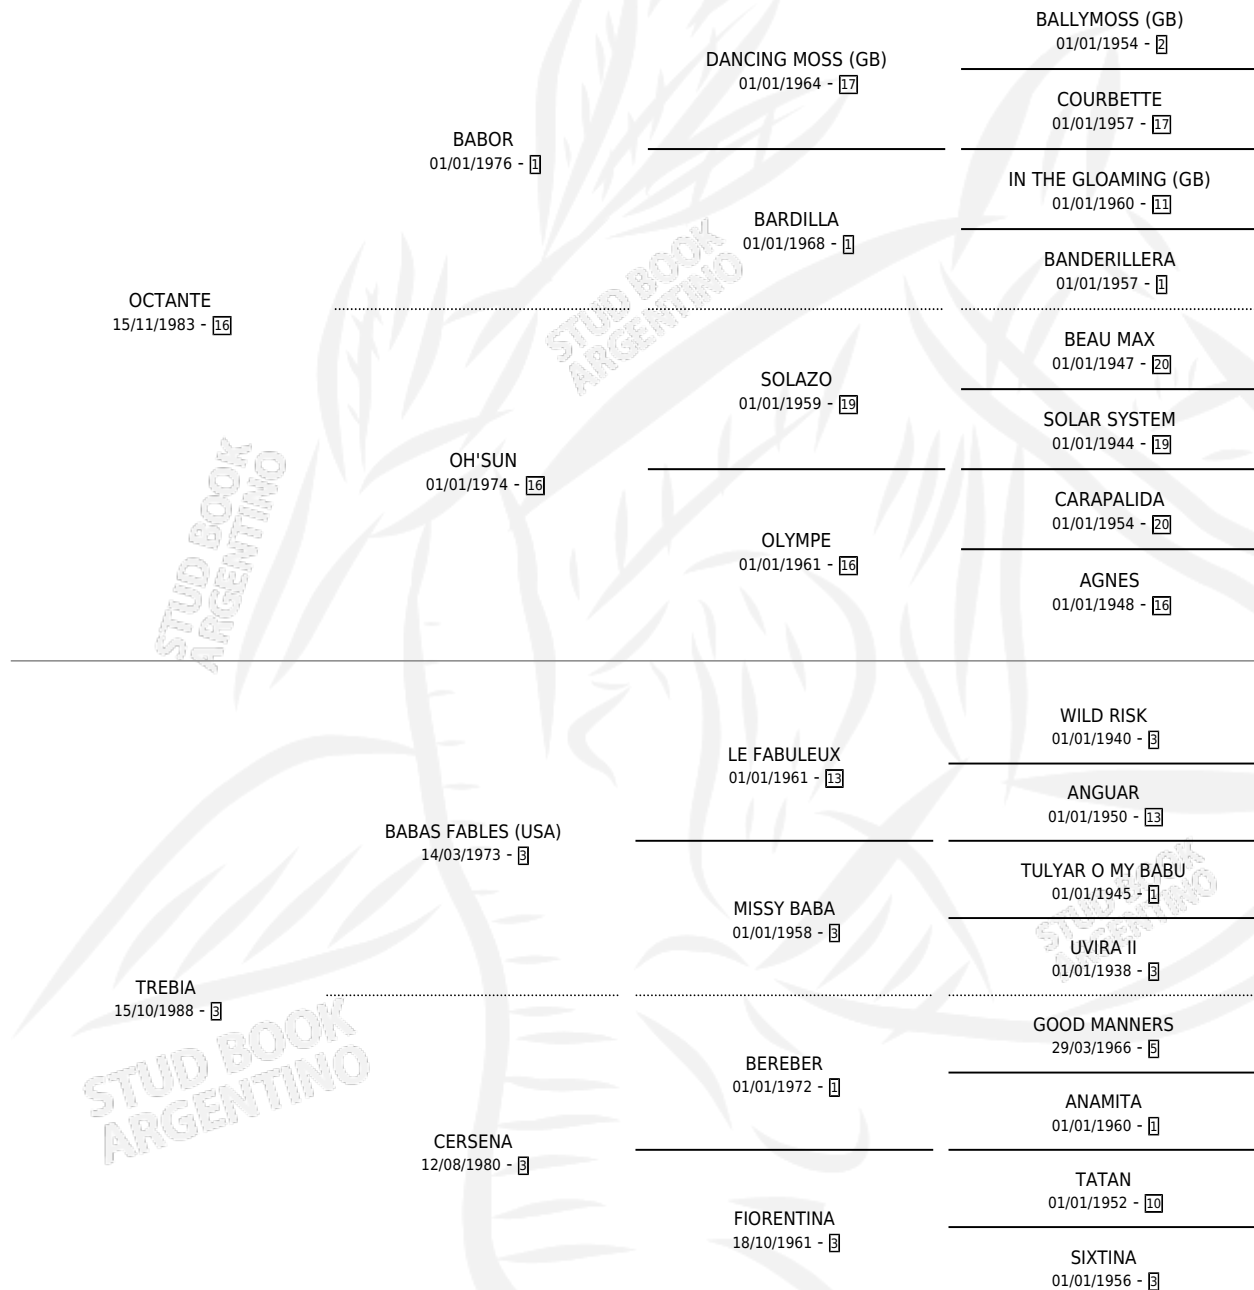 BALLYMOSS (GB)
01/01/1954 - 2
DANCING MOSS (GB)
01/01/1964 - 17
COURBETTE
01/01/1957 - 17
BABOR
01/01/1976 - 1
IN THE GLOAMING (GB)
01/01/1960 - 11
BARDILLA
01/01/1968 - 1
BANDERILLERA
01/01/1957 - 1
OCTANTE
15/11/1983 - 16
BEAU MAX
01/01/1947 - 20
SOLAZO
01/01/1959 - 19
SOLAR SYSTEM
01/01/1944 - 19
OH'SUN
01/01/1974 - 16
CARAPALIDA
01/01/1954 - 20
OLYMPE
01/01/1961 - 16
AGNES
01/01/1948 - 16
WILD RISK
01/01/1940 - 3
LE FABULEUX
01/01/1961 - 13
ANGUAR
01/01/1950 - 13
BABAS FABLES (USA)
14/03/1973 - 3
TULYAR O MY BABU
01/01/1945 - 1
MISSY BABA
01/01/1958 - 3
UVIRA II
01/01/1938 - 3
TREBIA
15/10/1988 - 3
GOOD MANNERS
29/03/1966 - 5
BEREBER
01/01/1972 - 1
ANAMITA
01/01/1960 - 1
CERSENA
12/08/1980 - 3
TATAN
01/01/1952 - 10
FIORENTINA
18/10/1961 - 3
SIXTINA
01/01/1956 - 3
STUD BOOK
ARGENTINO
STUD BOOK
ARGENTINO
STUD BOOK
ARGENTINO
STUD BOOK
ARGENTINO